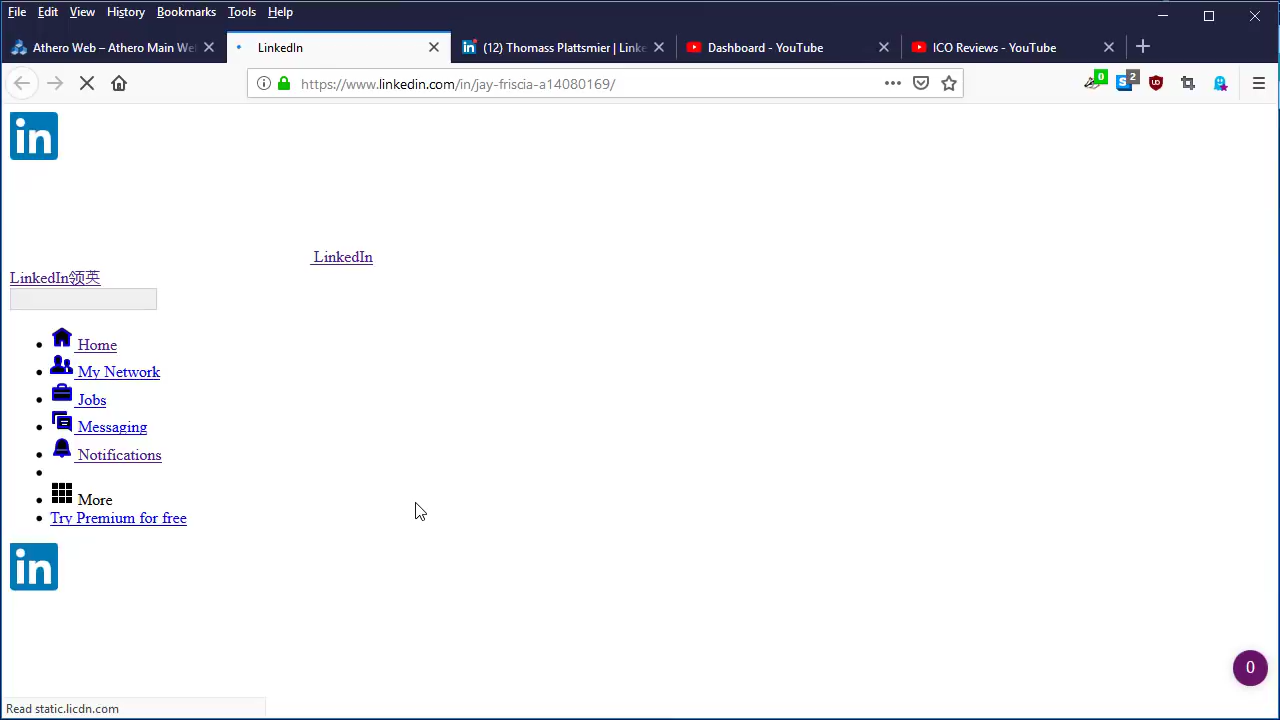 File Edit View History Bookmarks Tools Help
Athero Web – Athero Main We
LinkedIn
(12) Thomass Plattsmier | Linke
Dashboard - YouTube
ICO Reviews - YouTube
https://www.linkedin.com/in/jay-friscia-a14080169/
0
S 2
in
LinkedIn
LinkedIn领英
Home
My Network
Jobs
Messaging
Notifications
More
Try Premium for free
in
0
Read static.licdn.com